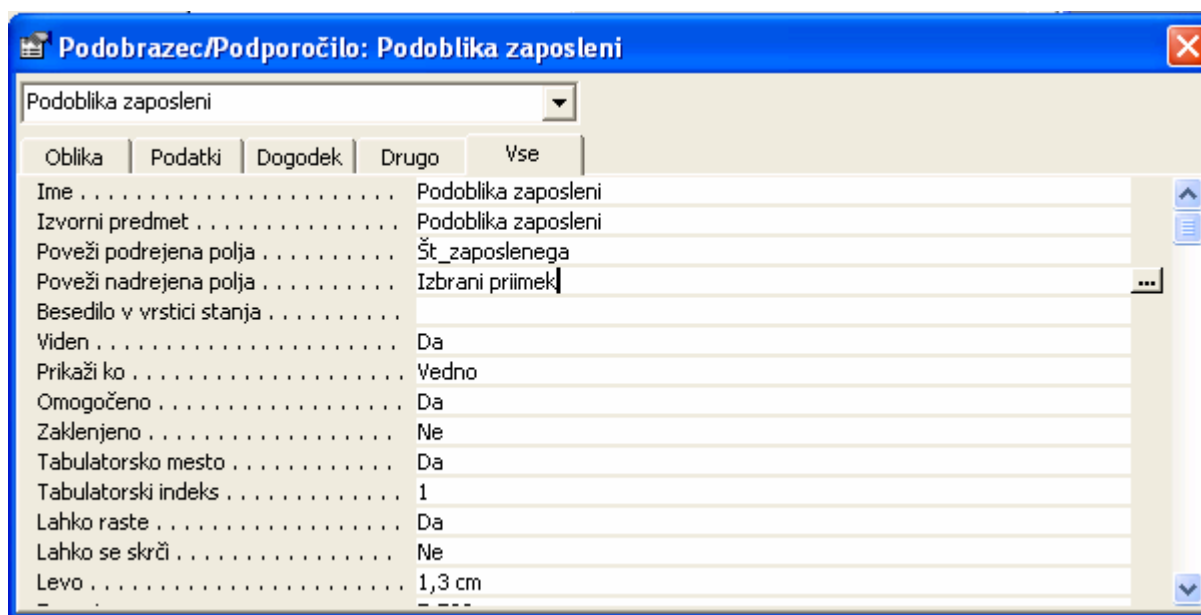 Podobrazec/Podporočilo: Podoblika zaposleni
Podoblika zaposleni
Oblika Podatki Dogodek Drugo Vse
Ime . . . . . . . . . . . . . . . . . . . . . . . Podoblika zaposleni
Izvorni predmet . . . . . . . . . . . . . . . Podoblika zaposleni
Poveži podrejena polja . . . . . . . . . . Št_zaposlenega
Poveži nadrejena polja . . . . . . . . . . Izbrani priimek ...
Besedilo v vrstici stanja . . . . . . . . . .
Viden . . . . . . . . . . . . . . . . . . . . . . Da
Prikaži ko . . . . . . . . . . . . . . . . . . . Vedno
Omogočeno . . . . . . . . . . . . . . . . . . Da
Zaklenjeno . . . . . . . . . . . . . . . . . . Ne
Tabulatorsko mesto . . . . . . . . . . . . Da
Tabulatorski indeks . . . . . . . . . . . . . 1
Lahko raste . . . . . . . . . . . . . . . . . . Da
Lahko se skrči . . . . . . . . . . . . . . . . Ne
Levo . . . . . . . . . . . . . . . . . . . . . . 1,3 cm